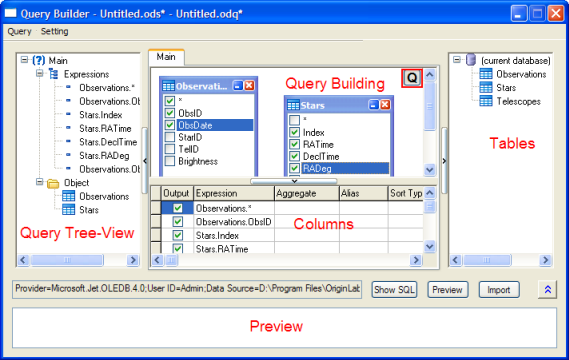 Query Builder - Untitled.ods* - Untitled.odq*
Query Setting
(?) Main
Expressions
Observations.*
Observations.Ob
Stars.Index
Stars.RATime
Stars.DeclTime
Stars.RADeg
Object
Observations
Stars
Query Tree-View
Main
Q
Query Building
Observati...
*
ObsID
ObsDate
StarID
TelID
Brightness
Stars
*
Index
RATime
DeclTime
RADeg
Output Expression Aggregate Alias Sort Typ
Observations.*
Observations.ObsID
Stars.Index
Stars.RATime
Columns
(current database)
Observations
Stars
Telescopes
Tables
Provider=Microsoft.Jet.OLEDB.4.0;User ID=Admin;Data Source=D:\Program Files\OriginLab
Show SQL Preview Import
Preview